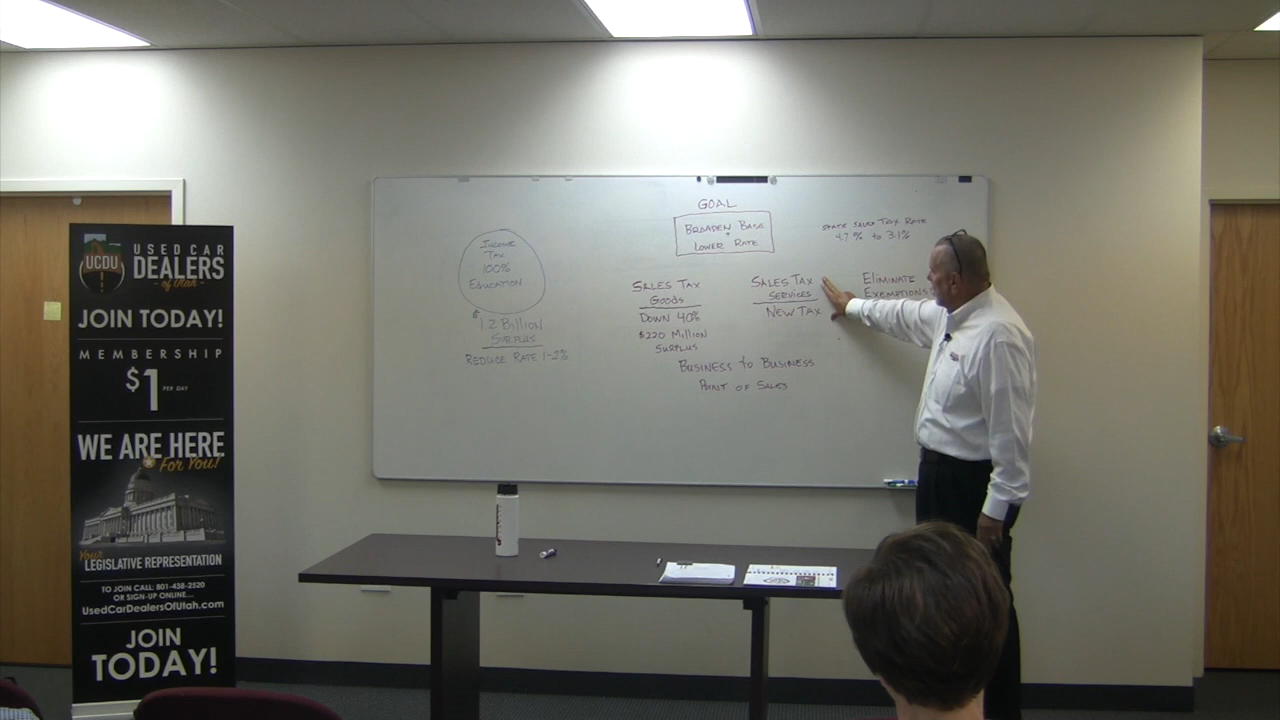 UCDU
USED CAR
DEALERS
of Utah
JOIN TODAY!
MEMBERSHIP
$1 PER DAY
WE ARE HERE
For You!
Your
LEGISLATIVE REPRESENTATION
TO JOIN CALL: 801-438-2520
OR SIGN-UP ONLINE...
UsedCarDealersOfUtah.com
JOIN
TODAY!
GOAL
BROADEN BASE
+
LOWER RATE
STATE SALES TAX RATE
4.7% to 3.1%
INCOME
TAX
100%
EDUCATION
1.2 BILLION
SURPLUS
REDUCE RATE 1-2%
SALES TAX
GOODS
DOWN 40%
$220 MILLION
SURPLUS
SALES TAX
SERVICES
NEW TAX
ELIMINATE
EXEMPTIONS
BUSINESS to BUSINESS
POINT OF SALES